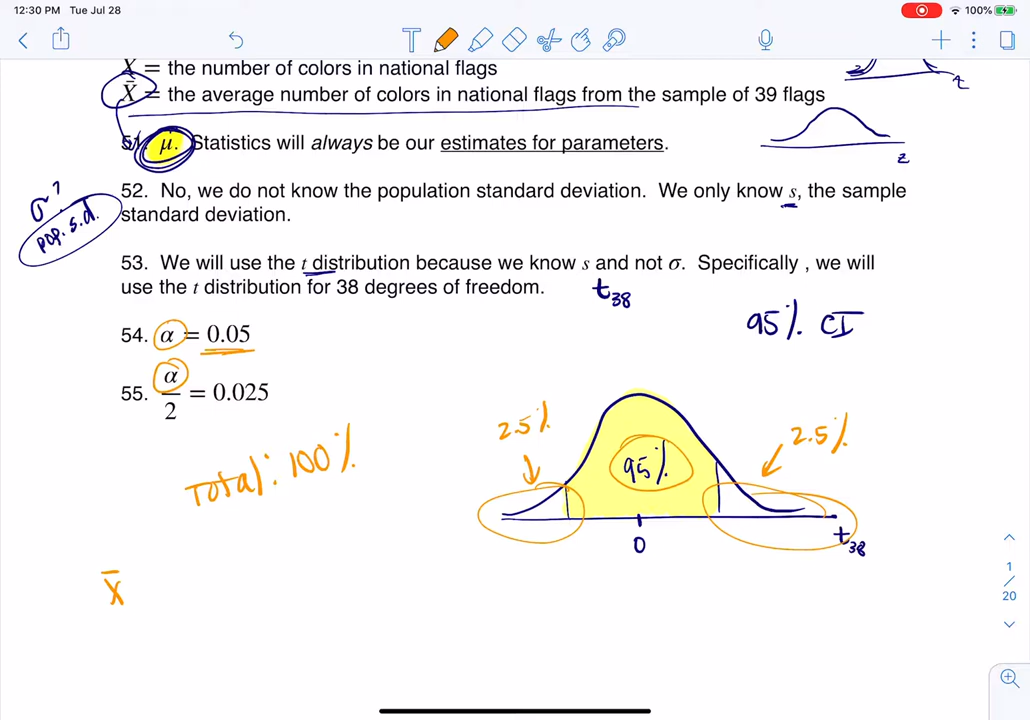 12:30 PM Tue Jul 28
100%
X = the number of colors in national flags
X̄ = the average number of colors in national flags from the sample of 39 flags
z
z
51. μ. Statistics will always be our estimates for parameters.
σ?
pop. s.d.
52. No, we do not know the population standard deviation. We only know s, the sample
standard deviation.
53. We will use the t distribution because we know s and not σ. Specifically , we will
use the t distribution for 38 degrees of freedom.
t₃₈
95% CI
54. α = 0.05
55. α/2 = 0.025
2.5%
2.5%
95%
Total: 100%
0
t₃₈
X̄
1
/
20